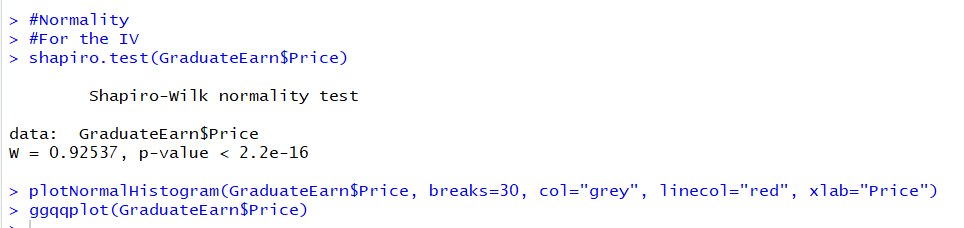 > #Normality
> #For the IV
> shapiro.test(GraduateEarn$Price)
Shapiro-Wilk normality test
data:  GraduateEarn$Price
W = 0.92537, p-value < 2.2e-16
> plotNormalHistogram(GraduateEarn$Price, breaks=30, col="grey", linecol="red", xlab="Price")
> ggqqplot(GraduateEarn$Price)
>